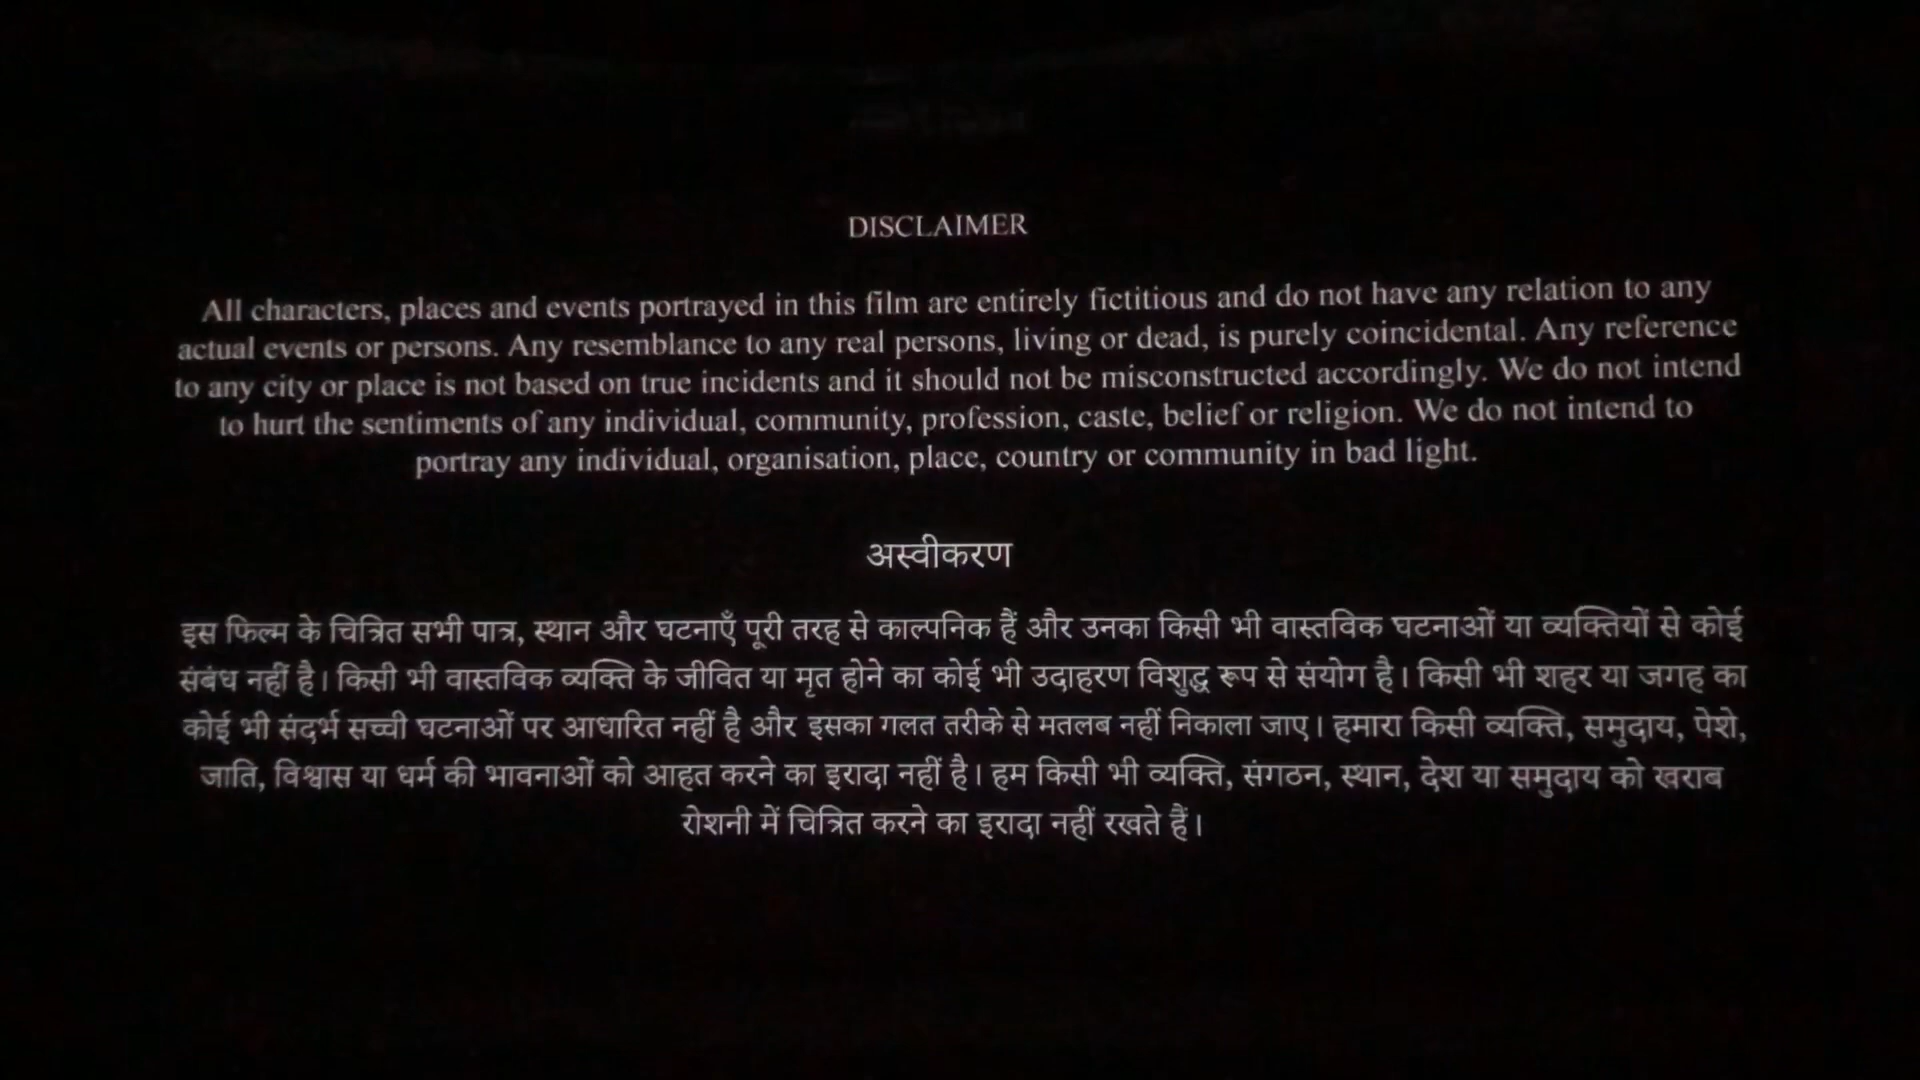 DISCLAIMER
All characters, places and events portrayed in this film are entirely fictitious and do not have any relation to any
actual events or persons. Any resemblance to any real persons, living or dead, is purely coincidental. Any reference
to any city or place is not based on true incidents and it should not be misconstructed accordingly. We do not intend
to hurt the sentiments of any individual, community, profession, caste, belief or religion. We do not intend to
portray any individual, organisation, place, country or community in bad light.
अस्वीकरण
इस फिल्म के चित्रित सभी पात्र, स्थान और घटनाएँ पूरी तरह से काल्पनिक हैं और उनका किसी भी वास्तविक घटनाओं या व्यक्तियों से कोई
संबंध नहीं है। किसी भी वास्तविक व्यक्ति के जीवित या मृत होने का कोई भी उदाहरण विशुद्ध रूप से संयोग है। किसी भी शहर या जगह का
कोई भी संदर्भ सच्ची घटनाओं पर आधारित नहीं है और इसका गलत तरीके से मतलब नहीं निकाला जाए। हमारा किसी व्यक्ति, समुदाय, पेशे,
जाति, विश्वास या धर्म की भावनाओं को आहत करने का इरादा नहीं है। हम किसी भी व्यक्ति, संगठन, स्थान, देश या समुदाय को खराब
रोशनी में चित्रित करने का इरादा नहीं रखते हैं।